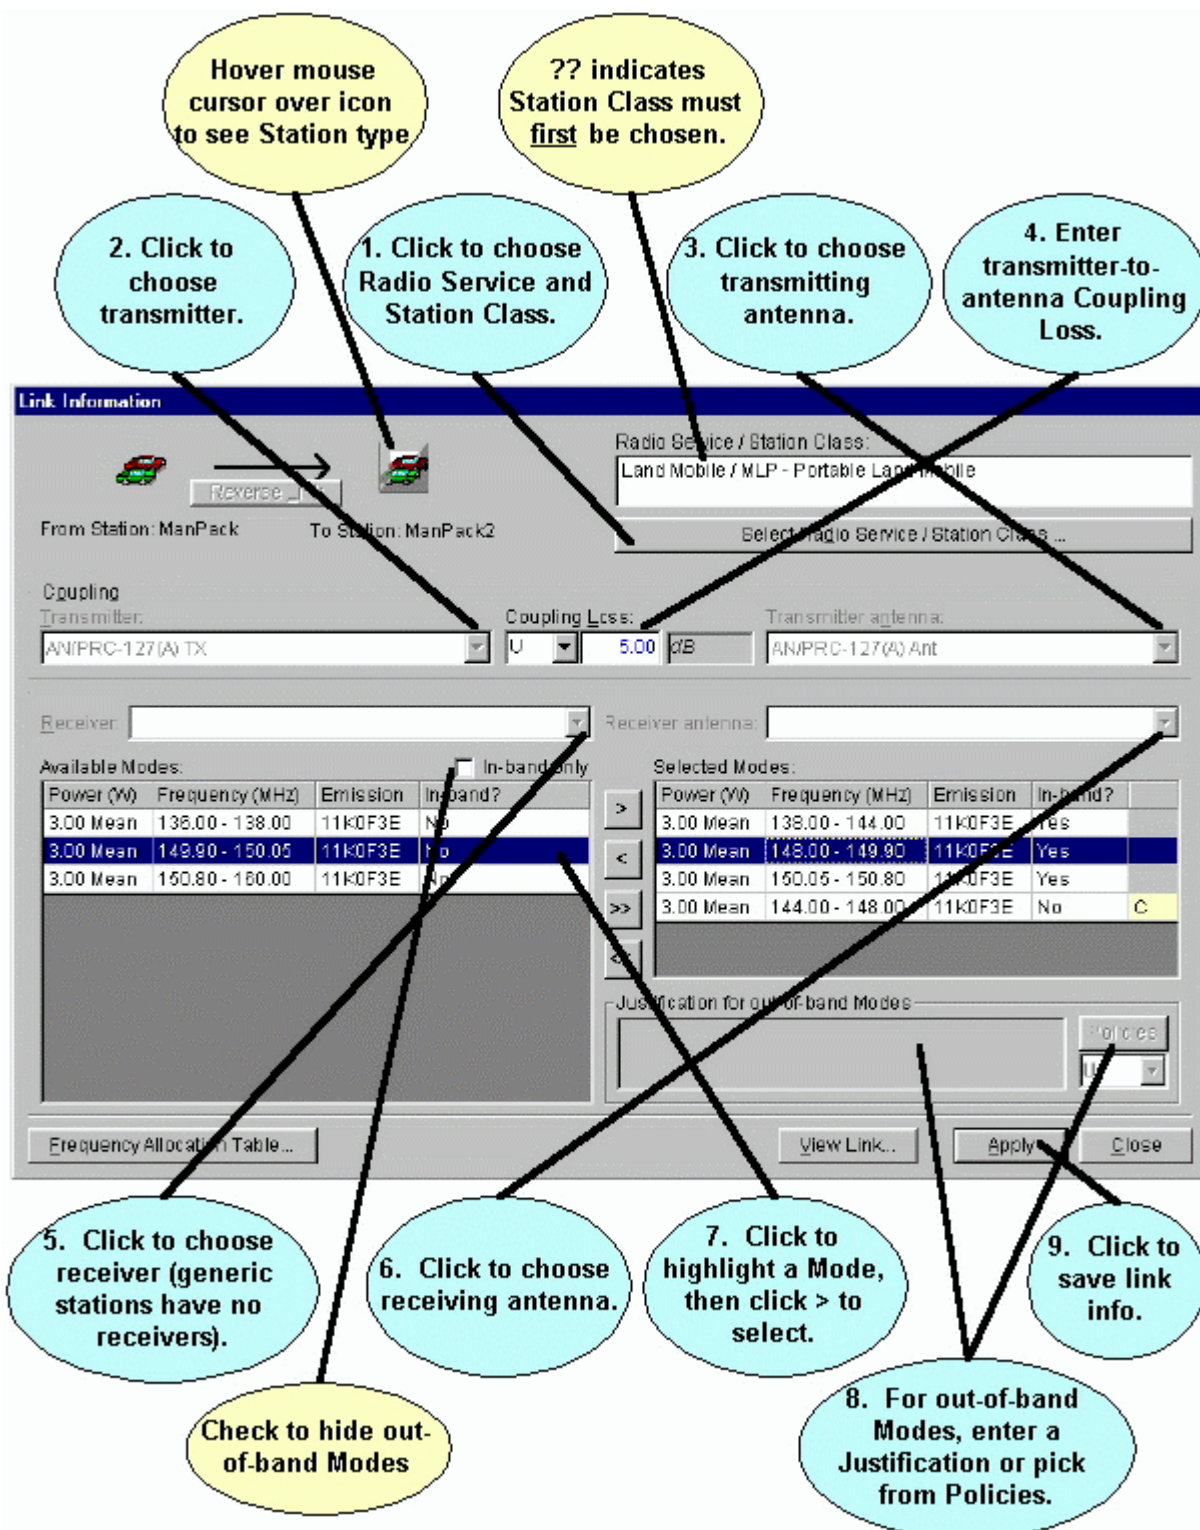 Hover mouse
cursor over icon
to see Station type
?? indicates
Station Class must
first be chosen.
2. Click to
choose
transmitter.
1. Click to choose
Radio Service and
Station Class.
3. Click to choose
transmitting
antenna.
4. Enter
transmitter-to-
antenna Coupling
Loss.
Link Information
Reverse
From Station: ManPack
To Station: ManPack2
Radio Service / Station Class:
Land Mobile / MLP - Portable Land Mobile
Select Radio Service / Station Class ...
Coupling
Transmitter:
AN/PRC-127(A) TX
Coupling Loss:
U
5.00
dB
Transmitter antenna:
AN/PRC-127(A) Ant
Receiver:
Receiver antenna:
Available Modes:
In-band only
Power (W) Frequency (MHz) Emission In-band?
3.00 Mean 136.00 - 138.00 11K0F3E No
3.00 Mean 149.90 - 150.05 11K0F3E No
3.00 Mean 150.80 - 160.00 11K0F3E No
>
<
>>
Selected Modes:
Power (W) Frequency (MHz) Emission In-band?
3.00 Mean 138.00 - 144.00 11K0F3E Yes
3.00 Mean 148.00 - 149.90 11K0F3E Yes
3.00 Mean 150.05 - 150.80 11K0F3E Yes
3.00 Mean 144.00 - 148.00 11K0F3E No C
Justification for out-of-band Modes
Policies
U
Frequency Allocation Table...
View Link...
Apply
Close
5. Click to choose
receiver (generic
stations have no
receivers).
6. Click to choose
receiving antenna.
7. Click to
highlight a Mode,
then click > to
select.
9. Click to
save link
info.
Check to hide out-
of-band Modes
8. For out-of-band
Modes, enter a
Justification or pick
from Policies.